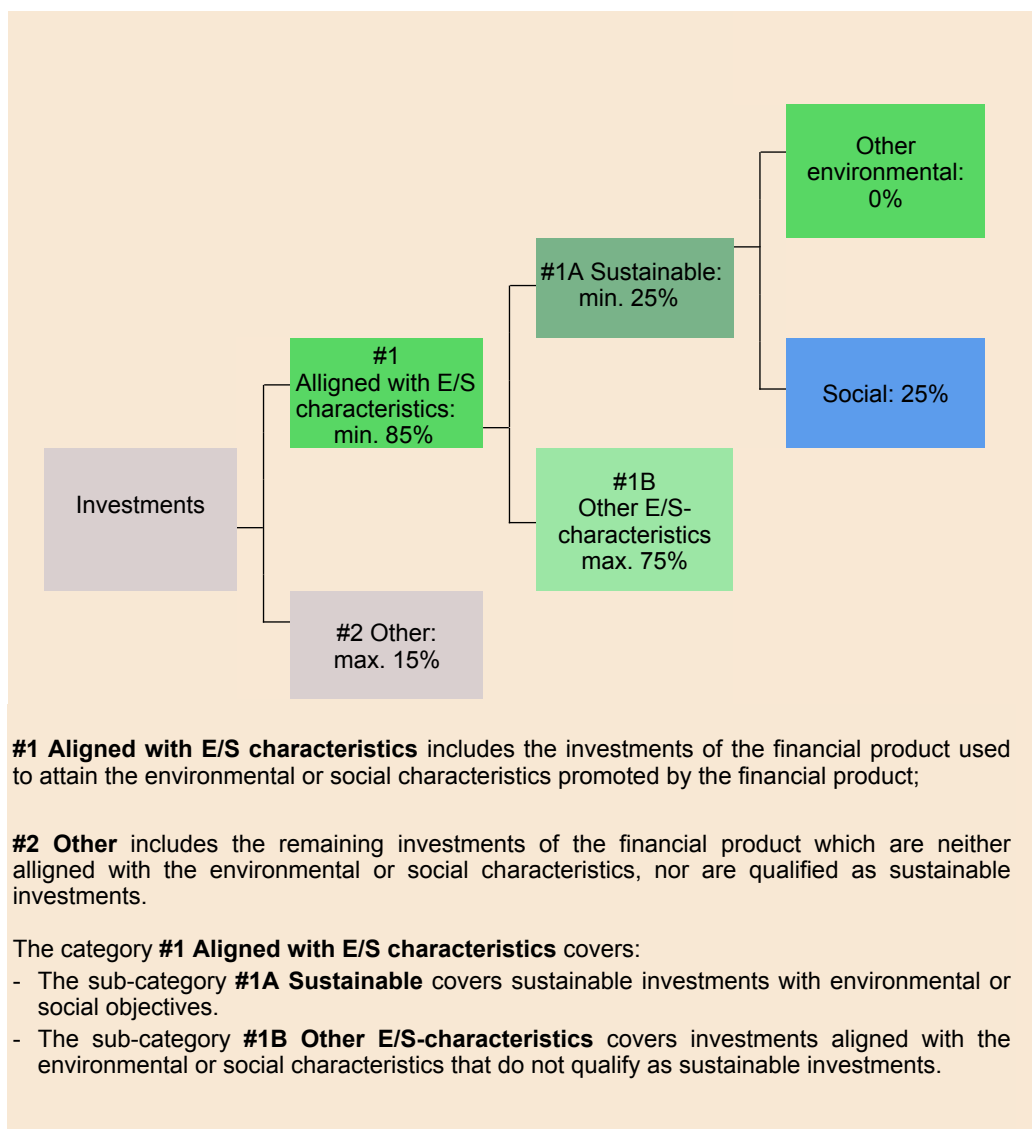 Other
environmental:
0%
#1A Sustainable:
min. 25%
#1
Alligned with E/S
characteristics:
min. 85%
Social: 25%
Investments
#1B
Other E/S-
characteristics
max. 75%
#2 Other:
max. 15%
#1 Aligned with E/S characteristics includes the investments of the financial product used
to attain the environmental or social characteristics promoted by the financial product;
#2 Other includes the remaining investments of the financial product which are neither
aligned with the environmental or social characteristics, nor are qualified as sustainable
investments.
The category #1 Aligned with E/S characteristics covers:
- The sub-category #1A Sustainable covers sustainable investments with environmental or
social objectives.
- The sub-category #1B Other E/S-characteristics covers investments aligned with the
environmental or social characteristics that do not qualify as sustainable investments.